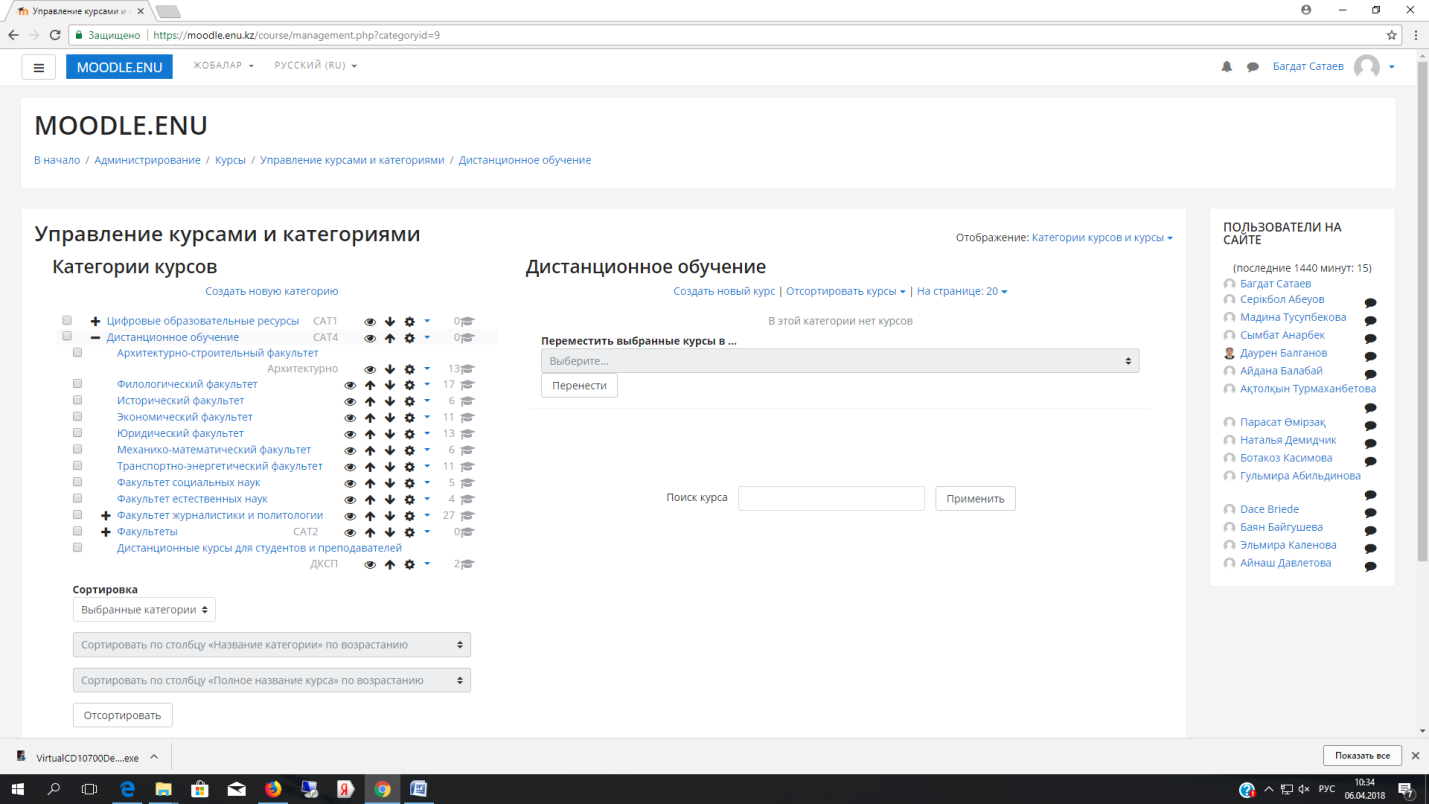 Управление курсами и
Защищено https://moodle.enu.kz/course/management.php?categoryid=9
MOODLE.ENU ЖОБАЛАР РУССКИЙ (RU) Багдат Сатаев
MOODLE.ENU
В начало / Администрирование / Курсы / Управление курсами и категориями / Дистанционное обучение
Управление курсами и категориями
Отображение: Категории курсов и курсы
Категории курсов
Создать новую категорию
Цифровые образовательные ресурсы CAT1 0
Дистанционное обучение CAT4 0
Архитектурно-строительный факультет
Архитектурно 13
Филологический факультет 17
Исторический факультет 6
Экономический факультет 11
Юридический факультет 13
Механико-математический факультет 6
Транспортно-энергетический факультет 11
Факультет социальных наук 5
Факультет естественных наук 4
Факультет журналистики и политологии 27
Факультеты CAT2 0
Дистанционные курсы для студентов и преподавателей
ДКСП 2
Сортировка
Выбранные категории
Сортировать по столбцу «Название категории» по возрастанию
Сортировать по столбцу «Полное название курса» по возрастанию
Отсортировать
Дистанционное обучение
Создать новый курс | Отсортировать курсы | На странице: 20
В этой категории нет курсов
Переместить выбранные курсы в ...
Выберите...
Перенести
Поиск курса Применить
ПОЛЬЗОВАТЕЛИ НА
САЙТЕ
(последние 1440 минут: 15)
Багдат Сатаев
Серікбол Абеуов
Мадина Тусупбекова
Сымбат Анарбек
Даурен Балганов
Айдана Балабай
Ақтолқын Турмаханбетова
Парасат Өмірзақ
Наталья Демидчик
Ботакоз Касимова
Гульмира Абильдинова
Dace Briede
Баян Байгушева
Эльмира Каленова
Айнаш Давлетова
VirtualCD10700De....exe Показать все
РУС 10:34
06.04.2018
7